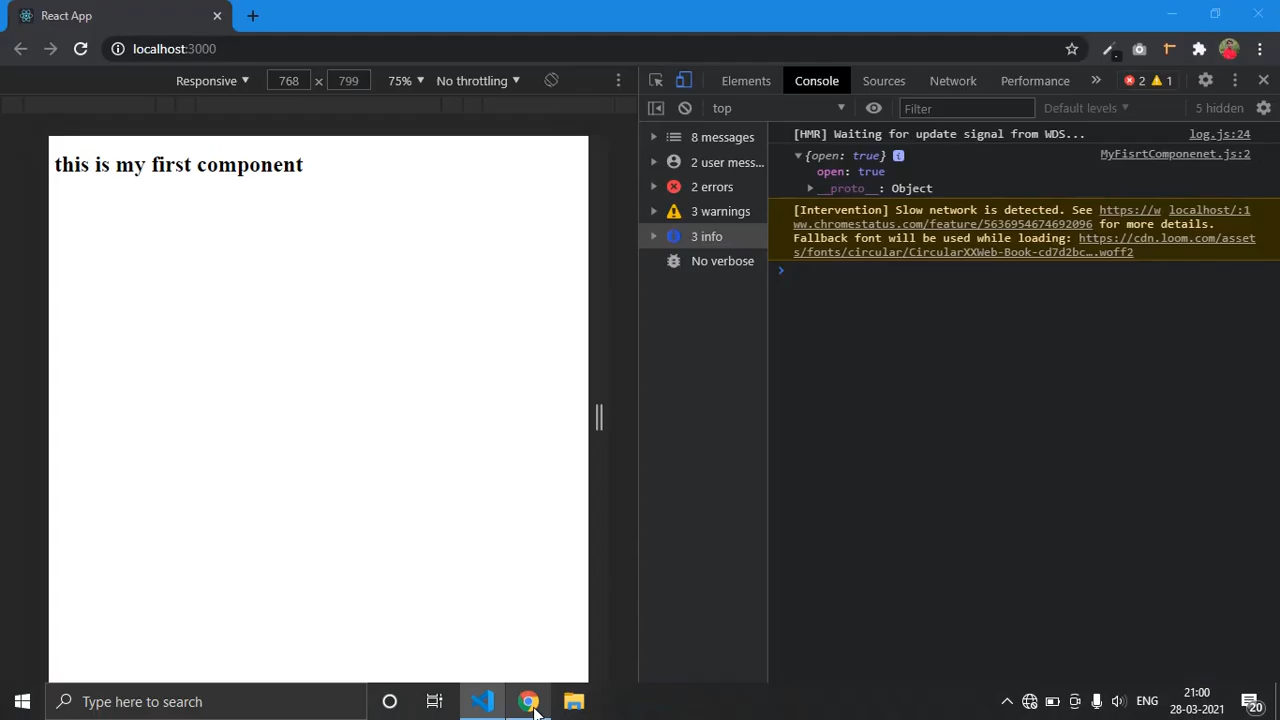 React App
localhost:3000
Responsive 768 × 799 75% No throttling
Elements Console Sources Network Performance 2 1
top Filter Default levels 5 hidden
this is my first component
8 messages
2 user mess...
2 errors
3 warnings
3 info
No verbose
[HMR] Waiting for update signal from WDS... log.js:24
{open: true} MyFisrtComponenet.js:2
open: true
__proto__: Object
[Intervention] Slow network is detected. See https://w localhost/:1
ww.chromestatus.com/feature/5636954674692096 for more details.
Fallback font will be used while loading: https://cdn.loom.com/asset
s/fonts/circular/CircularXXWeb-Book-cd7d2bc….woff2
Type here to search
ENG
21:00
28-03-2021
20